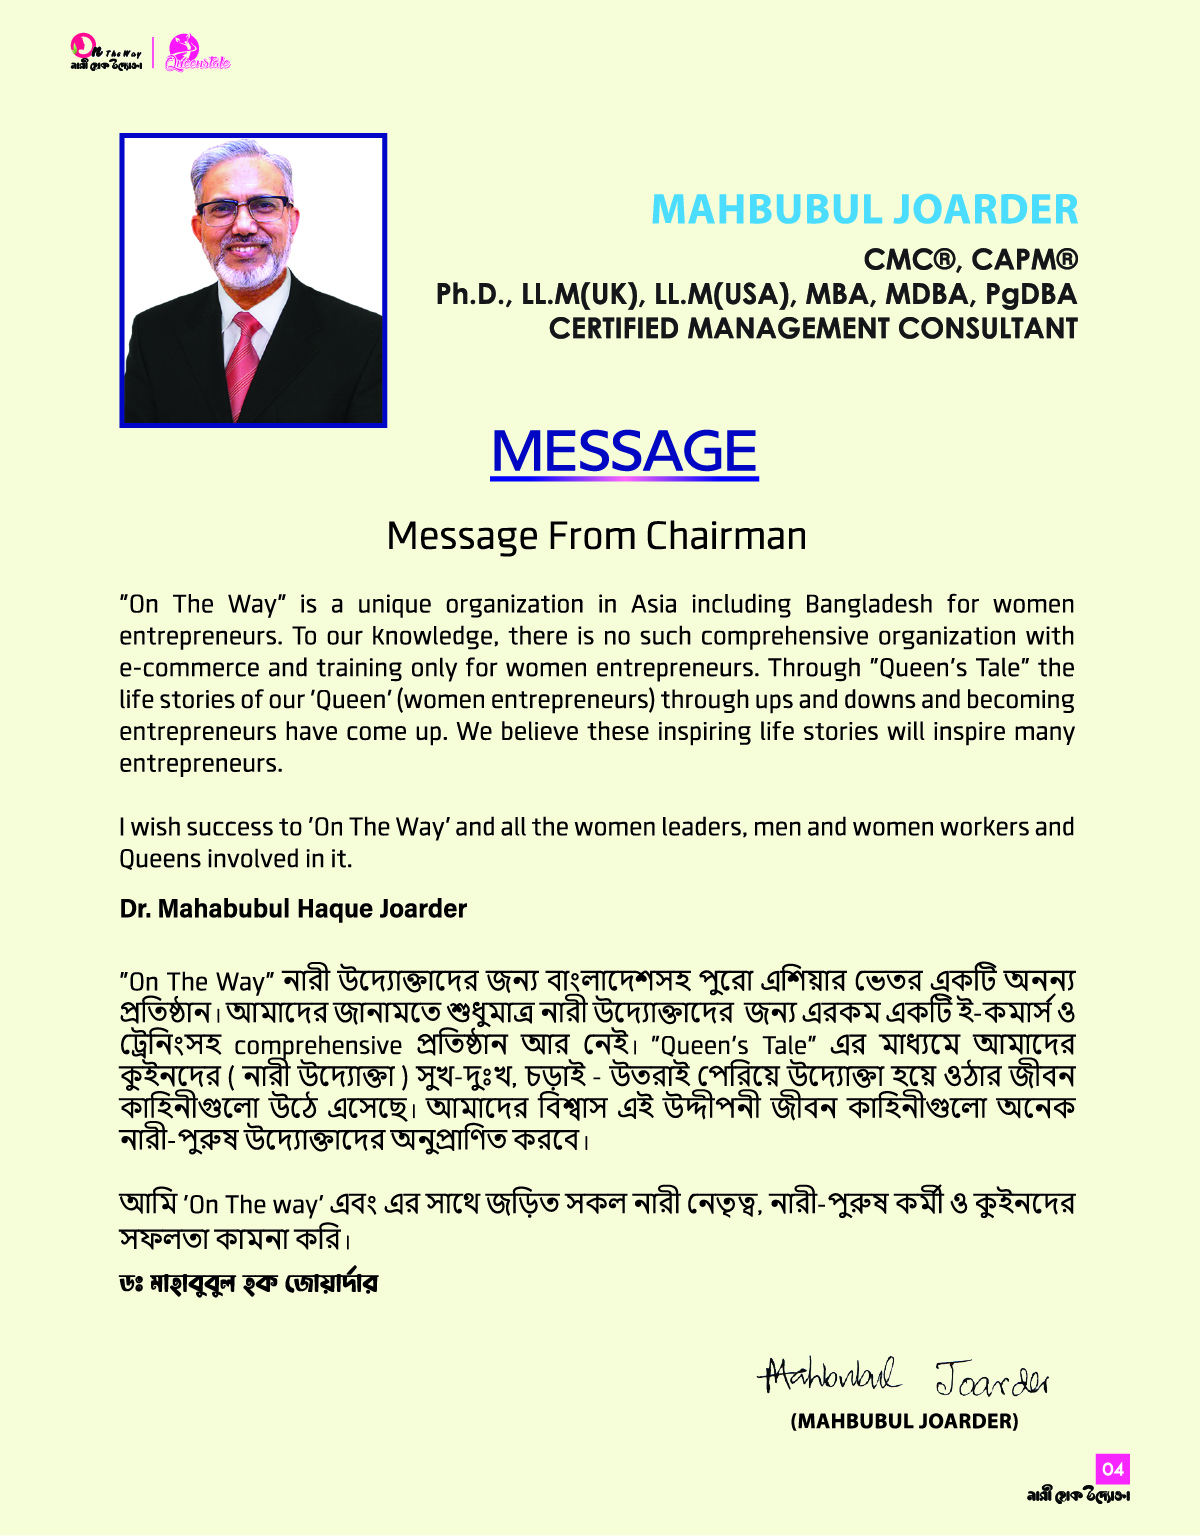 On The Way
নারী হোক উদ্যোক্তা
Queenstale
MAHBUBUL JOARDER
CMC®, CAPM®
Ph.D., LL.M(UK), LL.M(USA), MBA, MDBA, PgDBA
CERTIFIED MANAGEMENT CONSULTANT
MESSAGE
Message From Chairman
"On The Way" is a unique organization in Asia including Bangladesh for women
entrepreneurs. To our knowledge, there is no such comprehensive organization with
e-commerce and training only for women entrepreneurs. Through "Queen's Tale" the
life stories of our 'Queen' (women entrepreneurs) through ups and downs and becoming
entrepreneurs have come up. We believe these inspiring life stories will inspire many
entrepreneurs.
I wish success to 'On The Way' and all the women leaders, men and women workers and
Queens involved in it.
Dr. Mahabubul Haque Joarder
"On The Way" নারী উদ্যোক্তাদের জন্য বাংলাদেশসহ পুরো এশিয়ার ভেতর একটি অনন্য
প্রতিষ্ঠান। আমাদের জানামতে শুধুমাত্র নারী উদ্যোক্তাদের জন্য এরকম একটি ই-কমার্স ও
ট্রেনিংসহ comprehensive প্রতিষ্ঠান আর নেই। "Queen's Tale" এর মাধ্যমে আমাদের
কুইনদের ( নারী উদ্যোক্তা ) সুখ-দুঃখ, চড়াই - উতরাই পেরিয়ে উদ্যোক্তা হয়ে ওঠার জীবন
কাহিনীগুলো উঠে এসেছে। আমাদের বিশ্বাস এই উদ্দীপনী জীবন কাহিনীগুলো অনেক
নারী-পুরুষ উদ্যোক্তাদের অনুপ্রাণিত করবে।
আমি 'On The way' এবং এর সাথে জড়িত সকল নারী নেতৃত্ব, নারী-পুরুষ কর্মী ও কুইনদের
সফলতা কামনা করি।
ডঃ মাহাবুবুল হক জোয়ার্দার
Mahbubul Joarder
(MAHBUBUL JOARDER)
04
নারী হোক উদ্যোক্তা